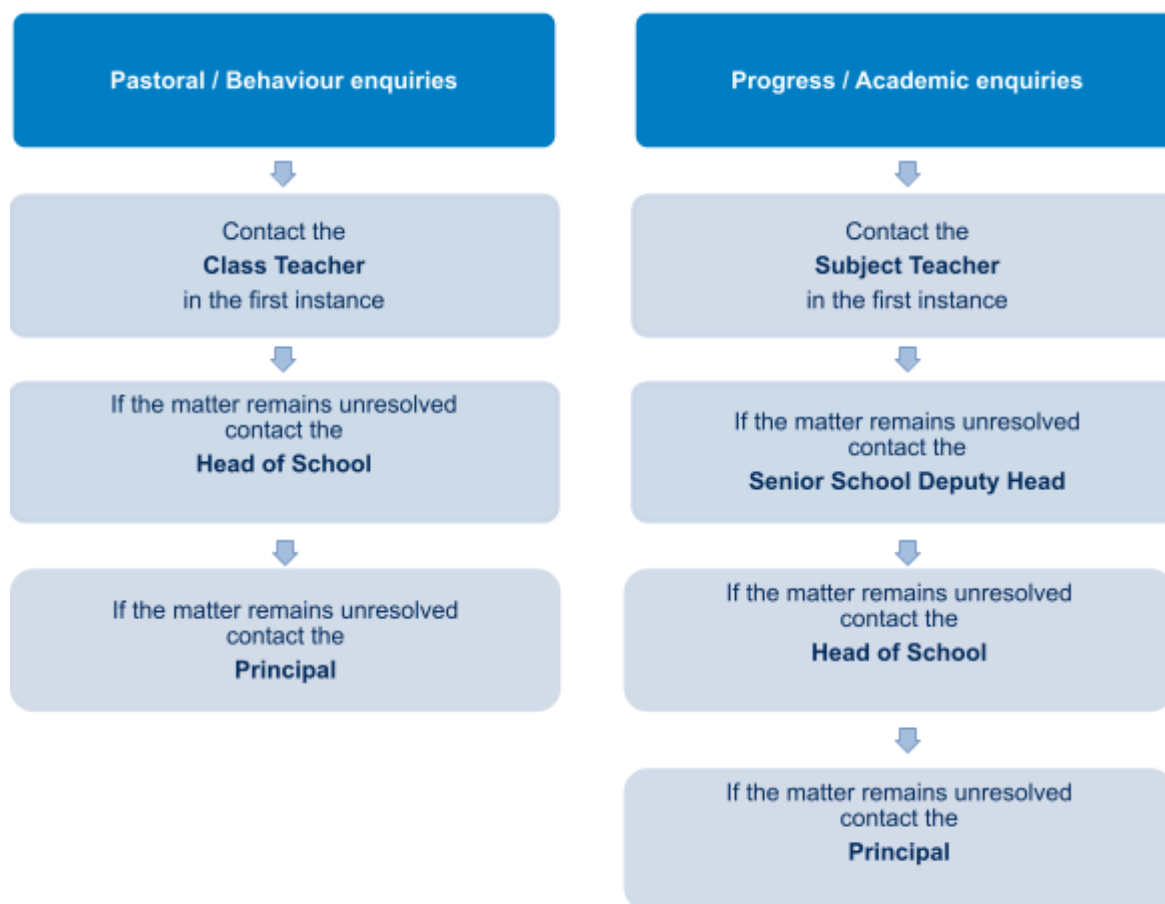 Pastoral / Behaviour enquiries
Contact the
Class Teacher
in the first instance
If the matter remains unresolved
contact the
Head of School
If the matter remains unresolved
contact the
Principal
Progress / Academic enquiries
Contact the
Subject Teacher
in the first instance
If the matter remains unresolved
contact the
Senior School Deputy Head
If the matter remains unresolved
contact the
Head of School
If the matter remains unresolved
contact the
Principal